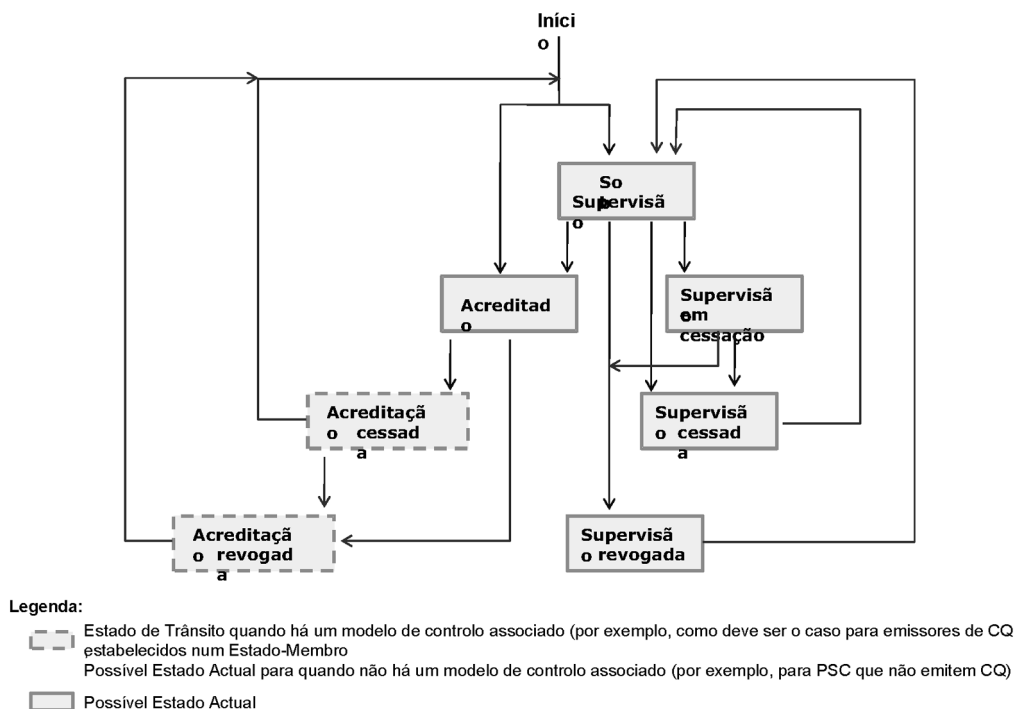 Iníci
o
So
b
Supervisã
o
Acreditad
o
Supervisã
o
em
cessação
Acreditaçã
o cessad
a
Supervisã
o cessad
a
Acreditaçã
o revogad
a
Supervisã
o revogada
Legenda:
Estado de Trânsito quando há um modelo de controlo associado (por exemplo, como deve ser o caso para emissores de CQ
estabelecidos num Estado-Membro
Possível Estado Actual para quando não há um modelo de controlo associado (por exemplo, para PSC que não emitem CQ)
Possível Estado Actual